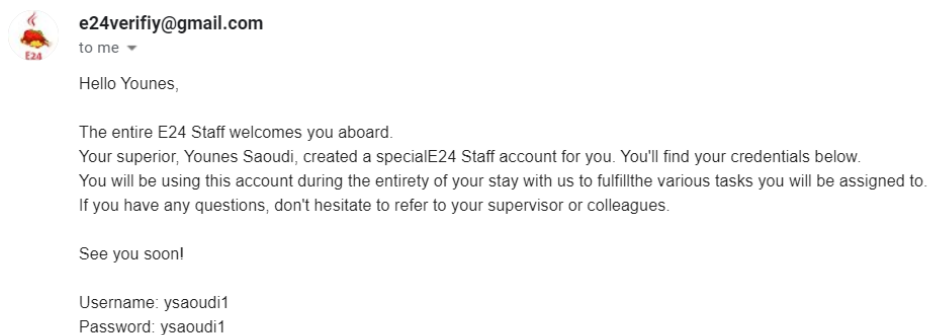 E24
e24verifiy@gmail.com
to me
Hello Younes,
The entire E24 Staff welcomes you aboard.
Your superior, Younes Saoudi, created a specialE24 Staff account for you. You'll find your credentials below.
You will be using this account during the entirety of your stay with us to fulfillthe various tasks you will be assigned to.
If you have any questions, don't hesitate to refer to your supervisor or colleagues.
See you soon!
Username: ysaoudi1
Password: ysaoudi1